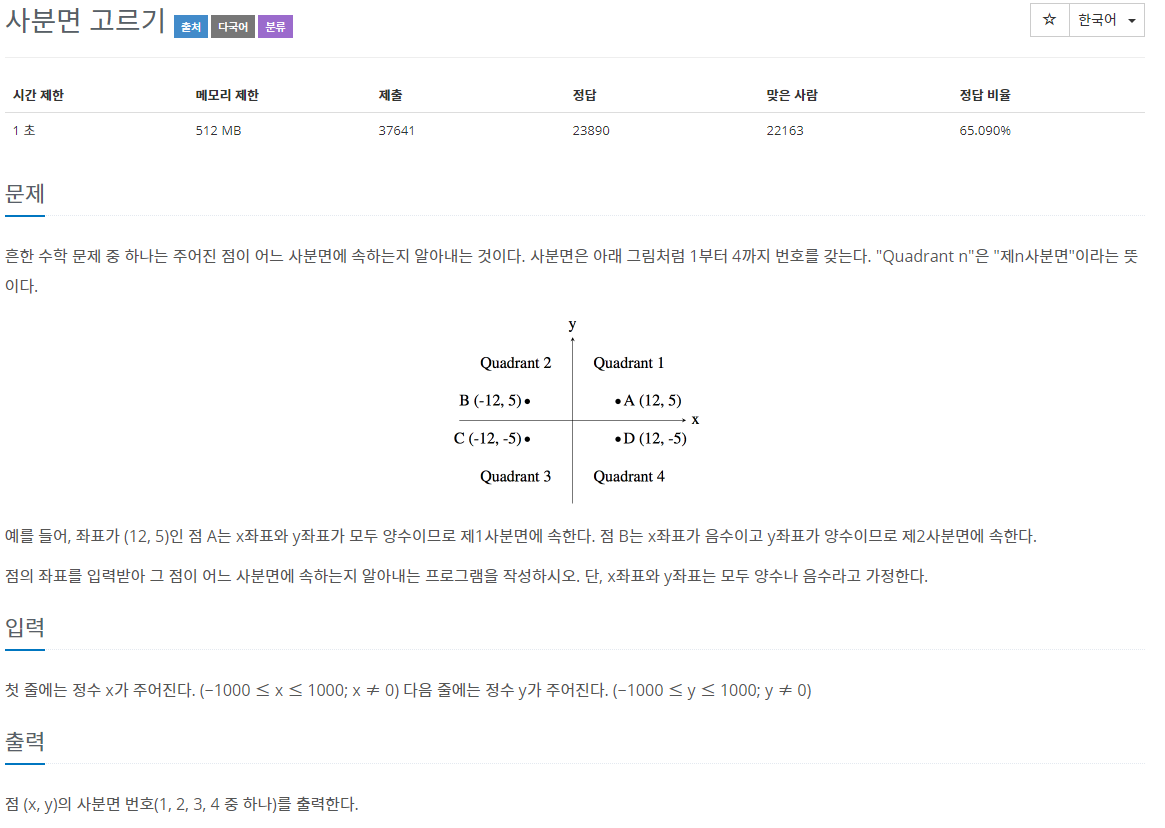 사분면 고르기 출처 다국어 분류 ☆ 한국어
시간 제한 메모리 제한 제출 정답 맞은 사람 정답 비율
1 초 512 MB 37641 23890 22163 65.090%
문제
흔한 수학 문제 중 하나는 주어진 점이 어느 사분면에 속하는지 알아내는 것이다. 사분면은 아래 그림처럼 1부터 4까지 번호를 갖는다. "Quadrant n"은 "제n사분면"이라는 뜻
이다.
y
Quadrant 2 Quadrant 1
B (-12, 5) A (12, 5)
x
C (-12, -5) D (12, -5)
Quadrant 3 Quadrant 4
예를 들어, 좌표가 (12, 5)인 점 A는 x좌표와 y좌표가 모두 양수이므로 제1사분면에 속한다. 점 B는 x좌표가 음수이고 y좌표가 양수이므로 제2사분면에 속한다.
점의 좌표를 입력받아 그 점이 어느 사분면에 속하는지 알아내는 프로그램을 작성하시오. 단, x좌표와 y좌표는 모두 양수나 음수라고 가정한다.
입력
첫 줄에는 정수 x가 주어진다. (−1000 ≤ x ≤ 1000; x ≠ 0) 다음 줄에는 정수 y가 주어진다. (−1000 ≤ y ≤ 1000; y ≠ 0)
출력
점 (x, y)의 사분면 번호(1, 2, 3, 4 중 하나)를 출력한다.